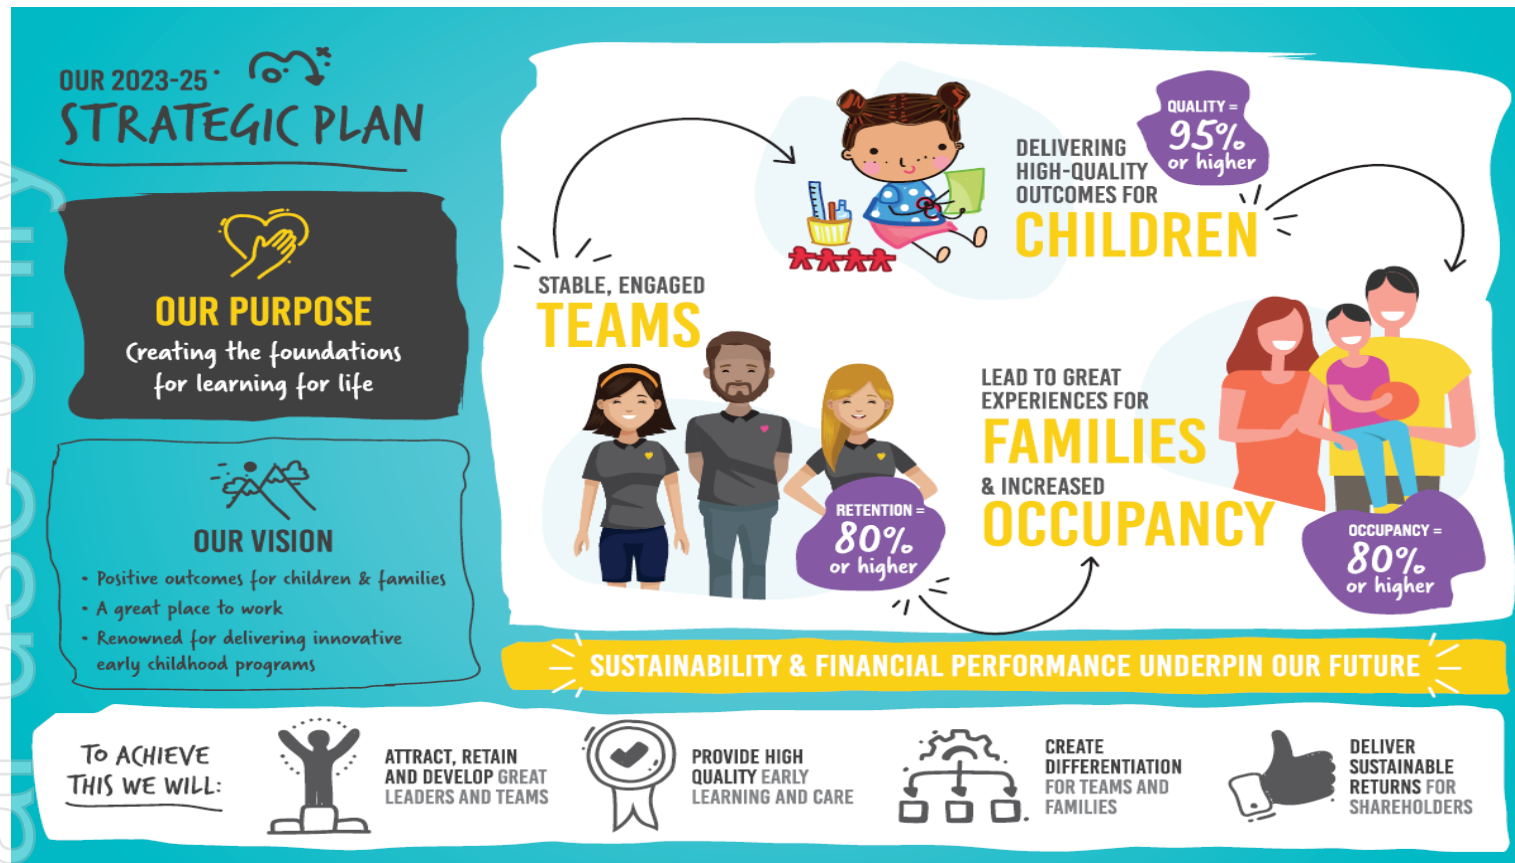 OUR 2023-25
STRATEGIC PLAN
OUR PURPOSE
Creating the foundations
for learning for life
OUR VISION
• Positive outcomes for children & families
• A great place to work
• Renowned for delivering innovative
early childhood programs
STABLE, ENGAGED
TEAMS
RETENTION =
80%
or higher
DELIVERING
HIGH-QUALITY
OUTCOMES FOR
CHILDREN
QUALITY =
95%
or higher
LEAD TO GREAT
EXPERIENCES FOR
FAMILIES
& INCREASED
OCCUPANCY
OCCUPANCY =
80%
or higher
SUSTAINABILITY & FINANCIAL PERFORMANCE UNDERPIN OUR FUTURE
TO ACHIEVE
THIS WE WILL:
ATTRACT, RETAIN
AND DEVELOP GREAT
LEADERS AND TEAMS
PROVIDE HIGH
QUALITY EARLY
LEARNING AND CARE
CREATE
DIFFERENTIATION
FOR TEAMS AND
FAMILIES
DELIVER
SUSTAINABLE
RETURNS FOR
SHAREHOLDERS